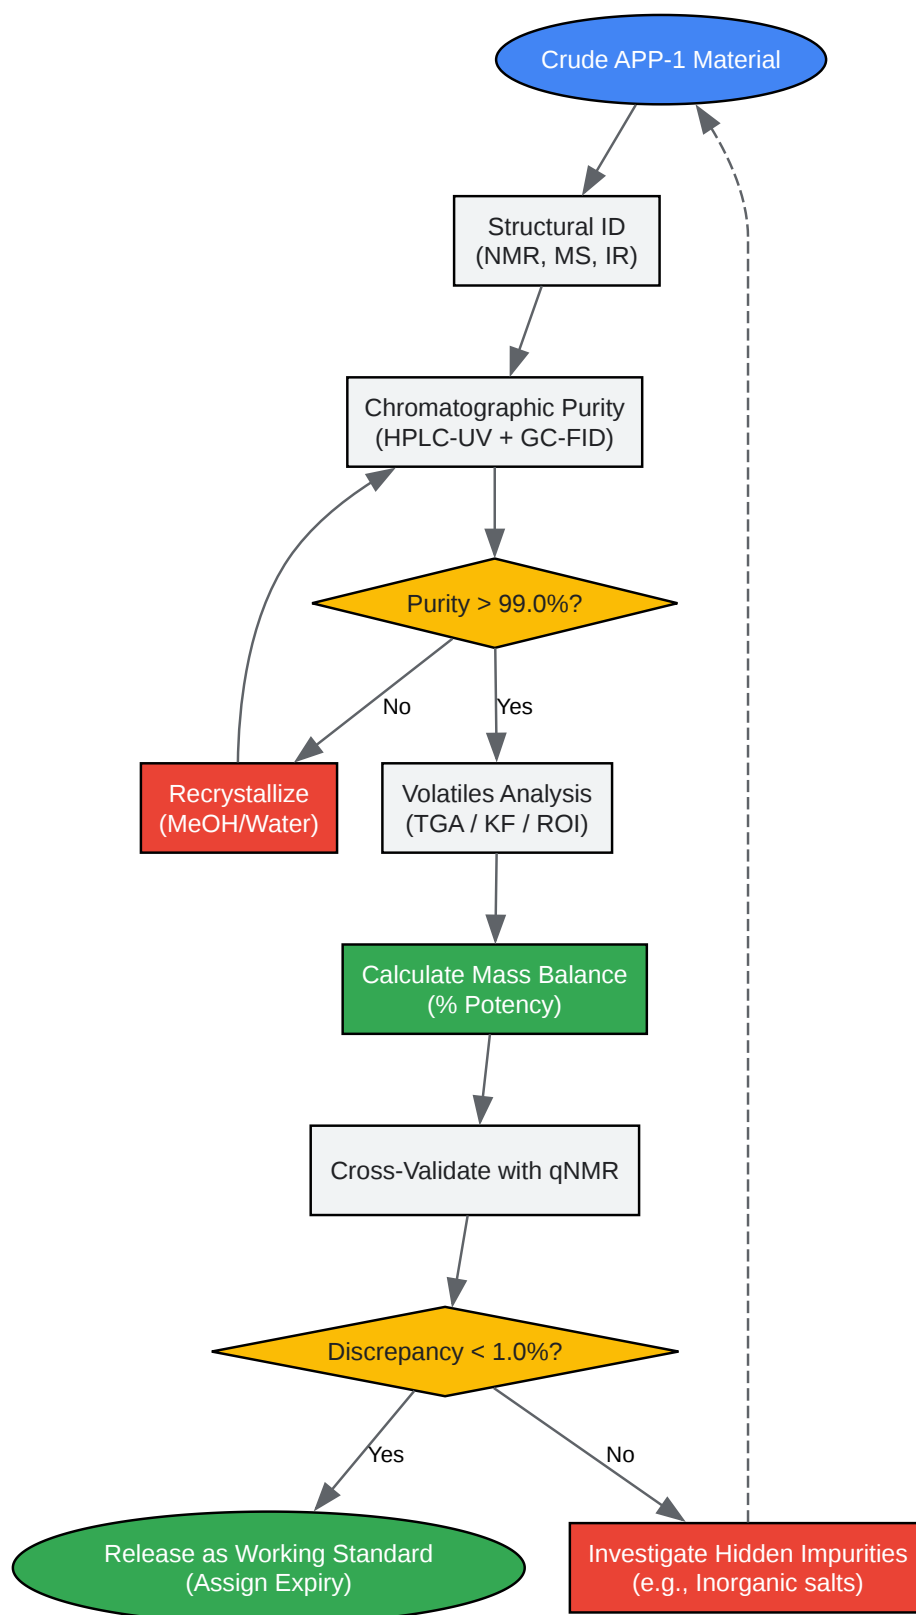 Crude APP-1 Material
Structural ID
(NMR, MS, IR)
Chromatographic Purity
(HPLC-UV + GC-FID)
Purity > 99.0%?
No
Yes
Recrystallize
(MeOH/Water)
Volatiles Analysis
(TGA / KF / ROI)
Calculate Mass Balance
(% Potency)
Cross-Validate with qNMR
Discrepancy < 1.0%?
Yes
No
Release as Working Standard
(Assign Expiry)
Investigate Hidden Impurities
(e.g., Inorganic salts)